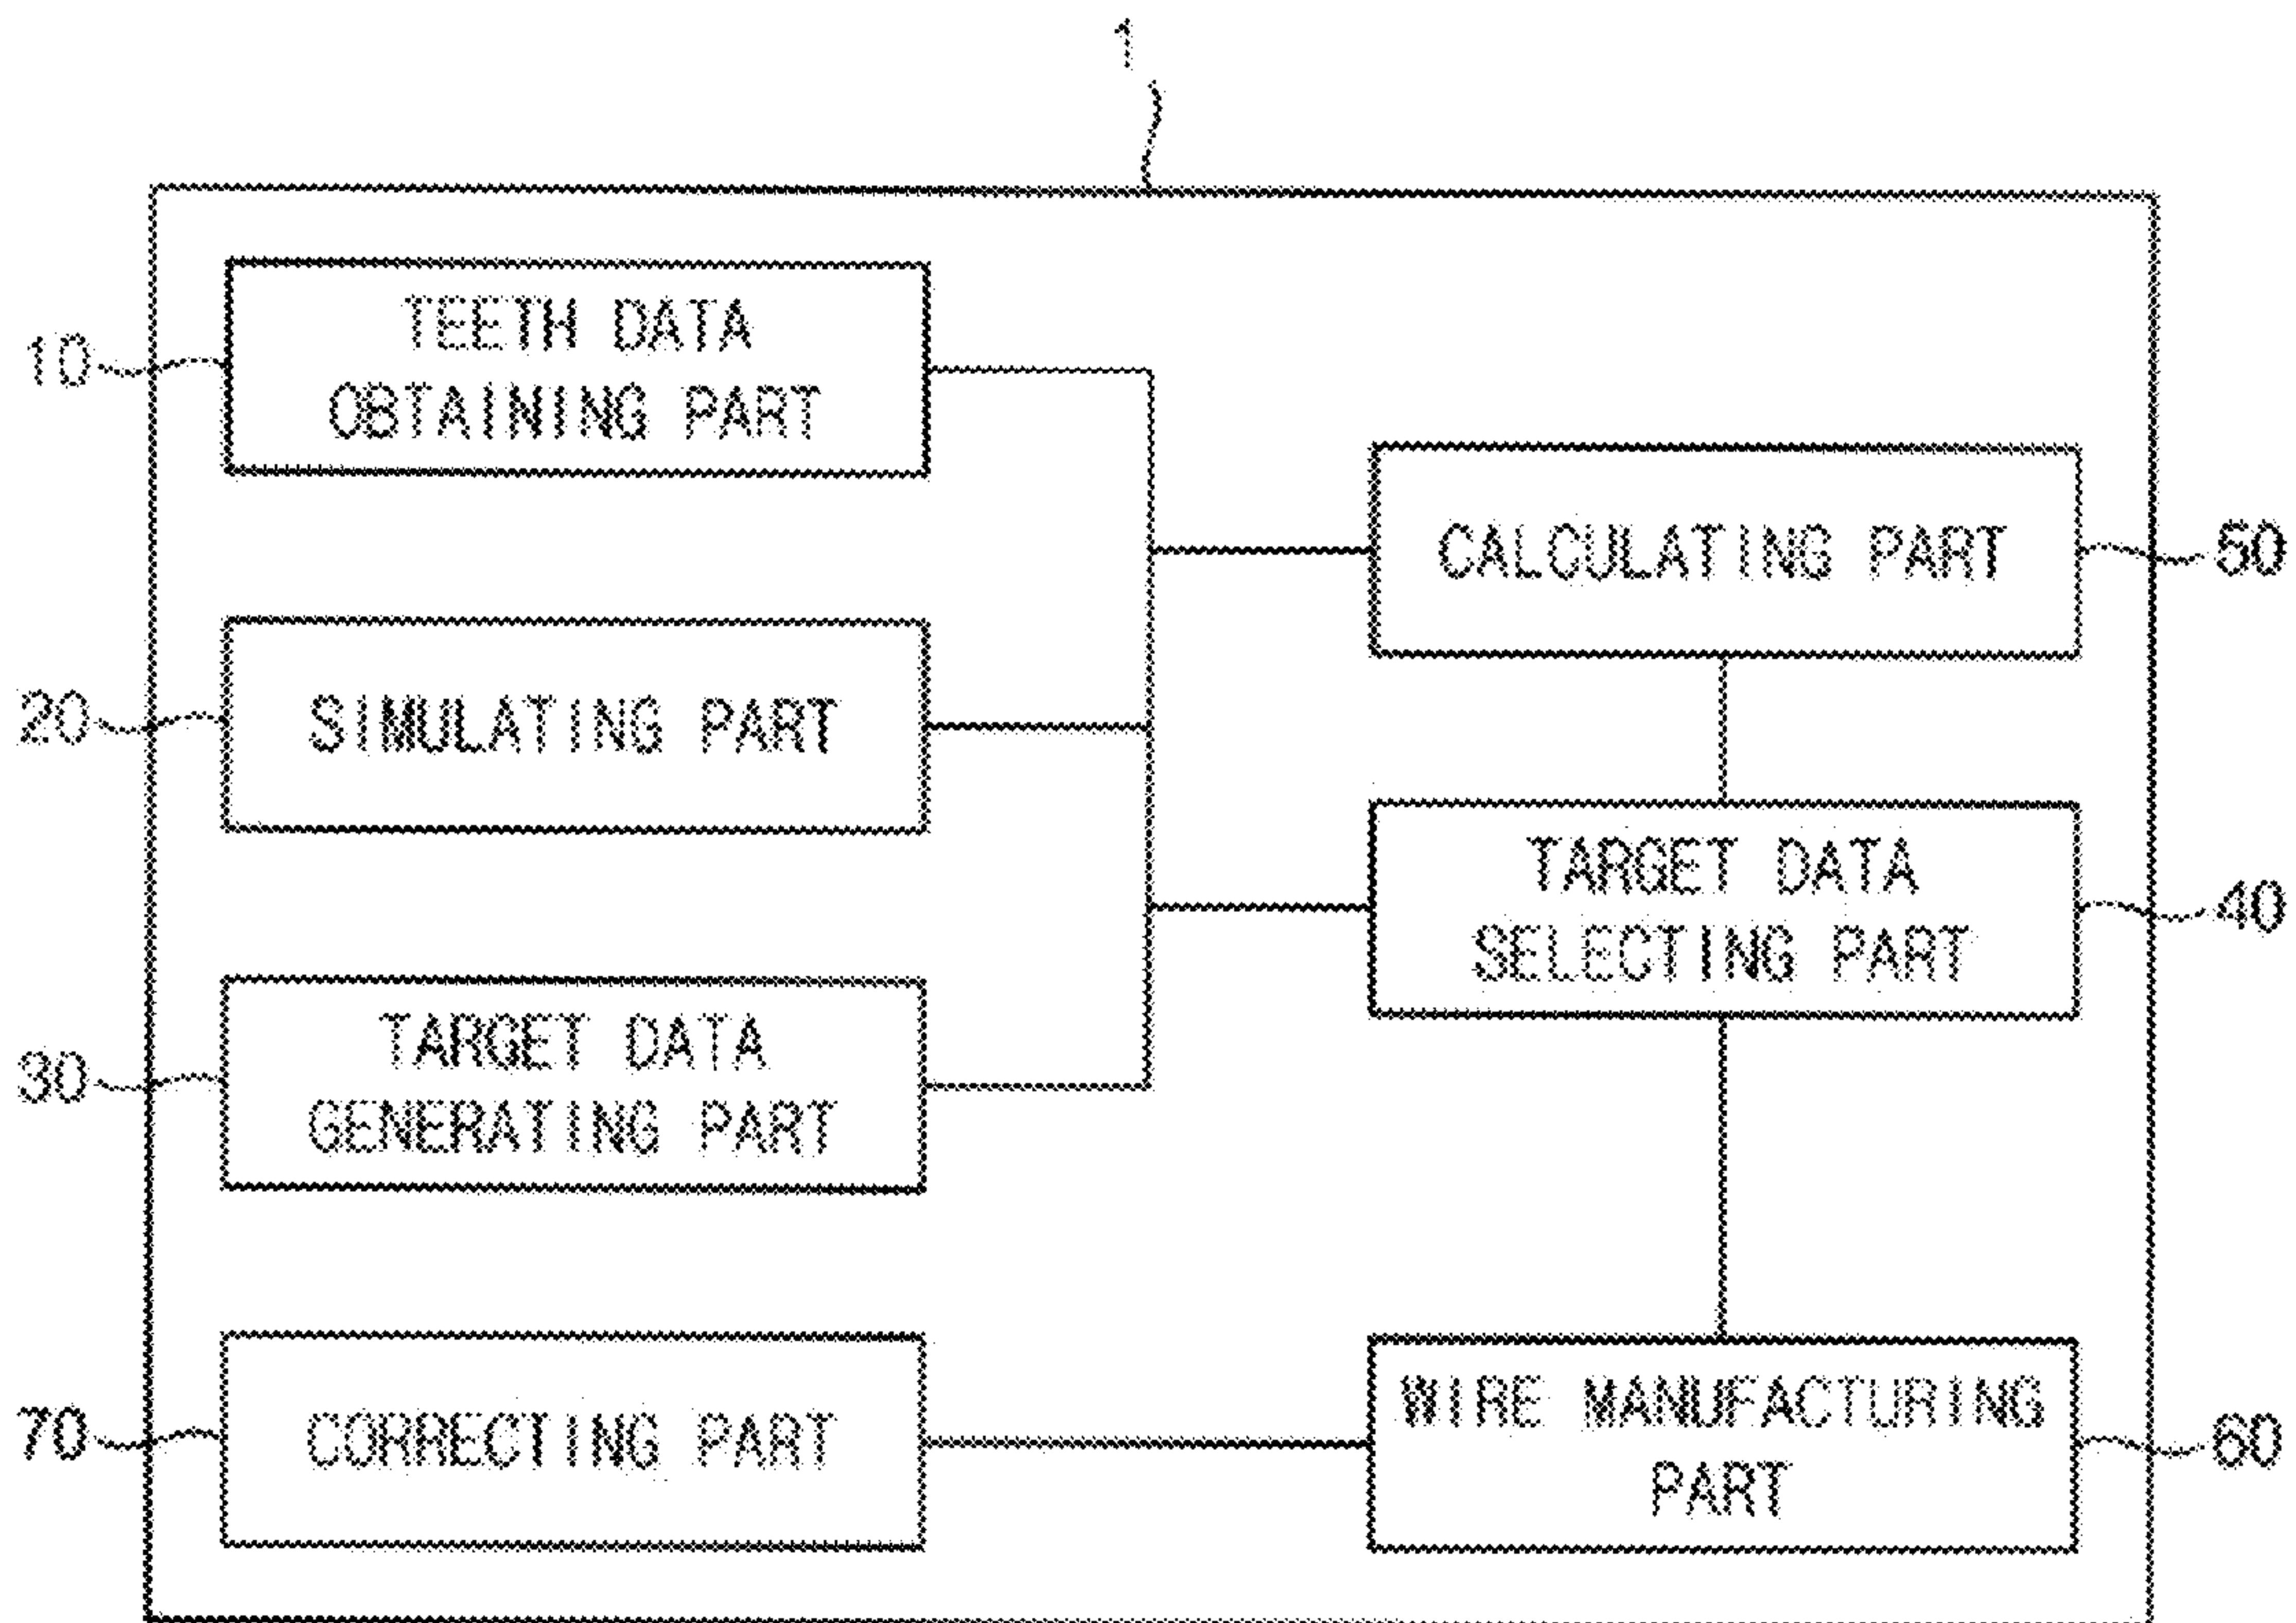 1
10
TEETH DATA
OBTAINING PART
CALCULATING PART
50
20
SIMULATING PART
TARGET DATA
SELECTING PART
40
30
TARGET DATA
GENERATING PART
70
CORRECTING PART
WIRE MANUFACTURING
PART
60